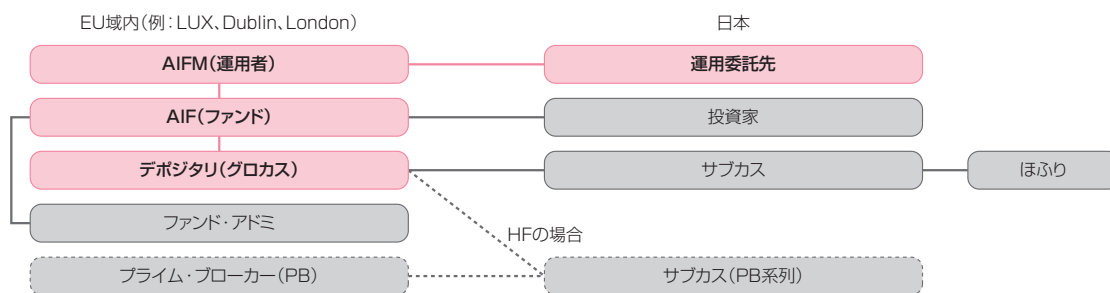 EU域内(例:LUX、Dublin、London)
日本
AIFM(運用者)
運用委託先
AIF(ファンド)
投資家
デポジタリ(グロカス)
サブカス
ほふり
ファンド・アドミ
HFの場合
プライム・ブローカー(PB)
サブカス(PB系列)